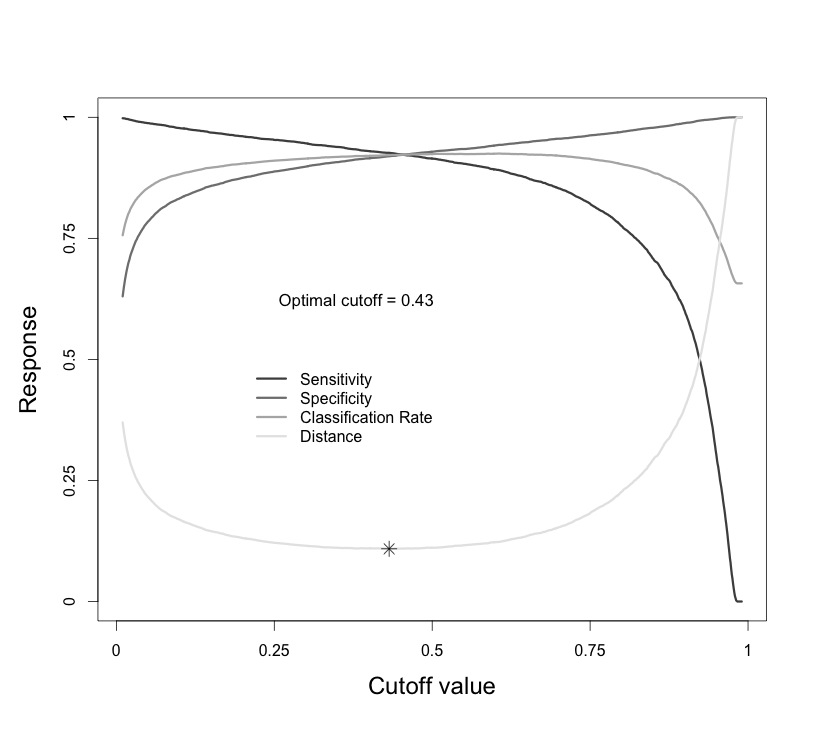 1
0.75
0.5
0.25
0
Response
Optimal cutoff = 0.43
Sensitivity
Specificity
Classification Rate
Distance
0 0.25 0.5 0.75 1
Cutoff value